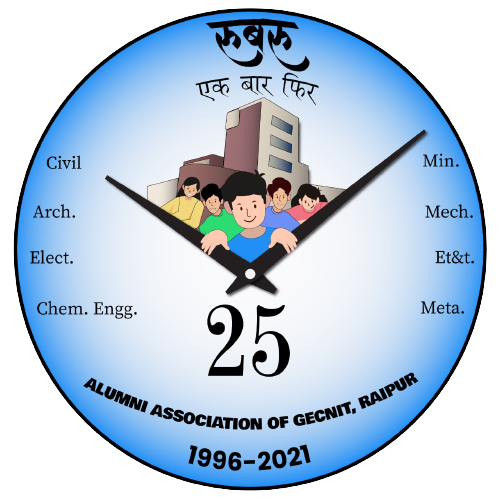 रुबरु
एक बार फिर
Civil
Min.
Arch.
Mech.
Elect.
Et&t.
Chem. Engg.
Meta.
25
ALUMNI ASSOCIATION OF GECNIT, RAIPUR
1996-2021